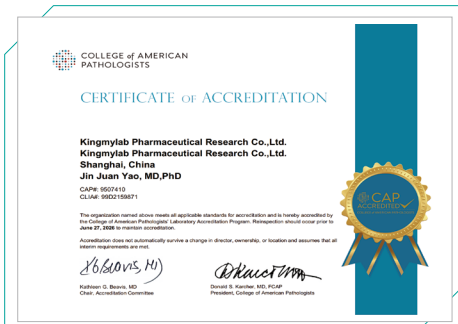 COLLEGE of AMERICAN
PATHOLOGISTS
CERTIFICATE OF ACCREDITATION
Kingmylab Pharmaceutical Research Co.,Ltd.
Kingmylab Pharmaceutical Research Co.,Ltd.
Shanghai, China
Jin Juan Yao, MD,PhD
CAP#: 9507410
CLIA#: 99D2159871
The organization named above meets all applicable standards for accreditation and is hereby accredited by
the College of American Pathologists' Laboratory Accreditation Program. Reinspection should occur prior to
June 27, 2026 to maintain accreditation.
Accreditation does not automatically survive a change in director, ownership, or location and assumes that all
interim requirements are met.
Kathleen G. Beavis, MD
Chair, Accreditation Committee
Donald S. Karcher, MD, FCAP
President, College of American Pathologists
CAP
ACCREDITED